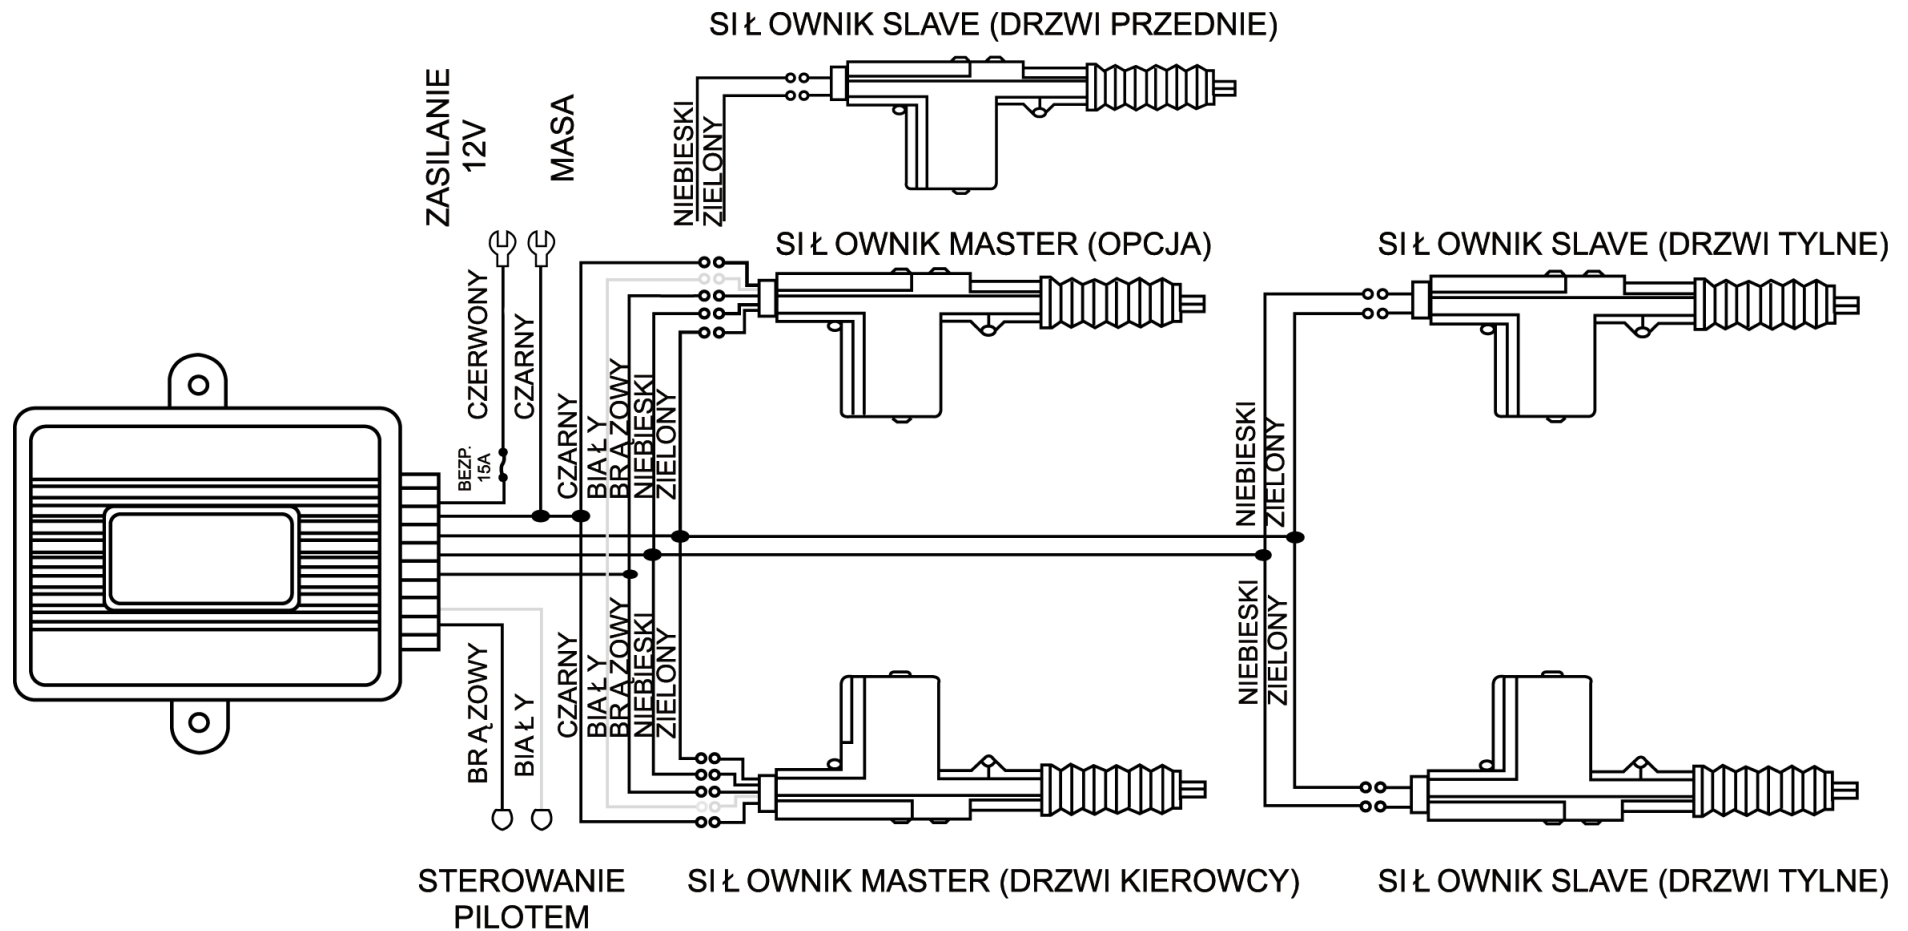 SIŁOWNIK SLAVE (DRZWI PRZEDNIE)
ZASILANIE
12V
MASA
NIEBIESKI
ZIELONY
SIŁOWNIK MASTER (OPCJA)
SIŁOWNIK SLAVE (DRZWI TYLNE)
CZERWONY
CZARNY
BEZP.
15A
CZARNY
BIAŁY
BRĄZOWY
NIEBIESKI
ZIELONY
NIEBIESKI
ZIELONY
BRĄZOWY
BIAŁY
CZARNY
BIAŁY
BRĄZOWY
NIEBIESKI
ZIELONY
NIEBIESKI
ZIELONY
STEROWANIE
PILOTEM
SIŁOWNIK MASTER (DRZWI KIEROWCY)
SIŁOWNIK SLAVE (DRZWI TYLNE)